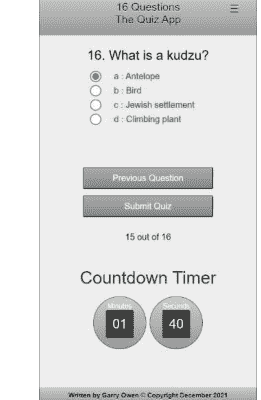 16 Questions
The Quiz App
16. What is a kudzu?
a : Antelope
b : Bird
c : Jewish settlement
d : Climbing plant
Previous Question
Submit Quiz
15 out of 16
Countdown Timer
Minutes Seconds
01 40
Written by Garry Owen © Copyright December 2021